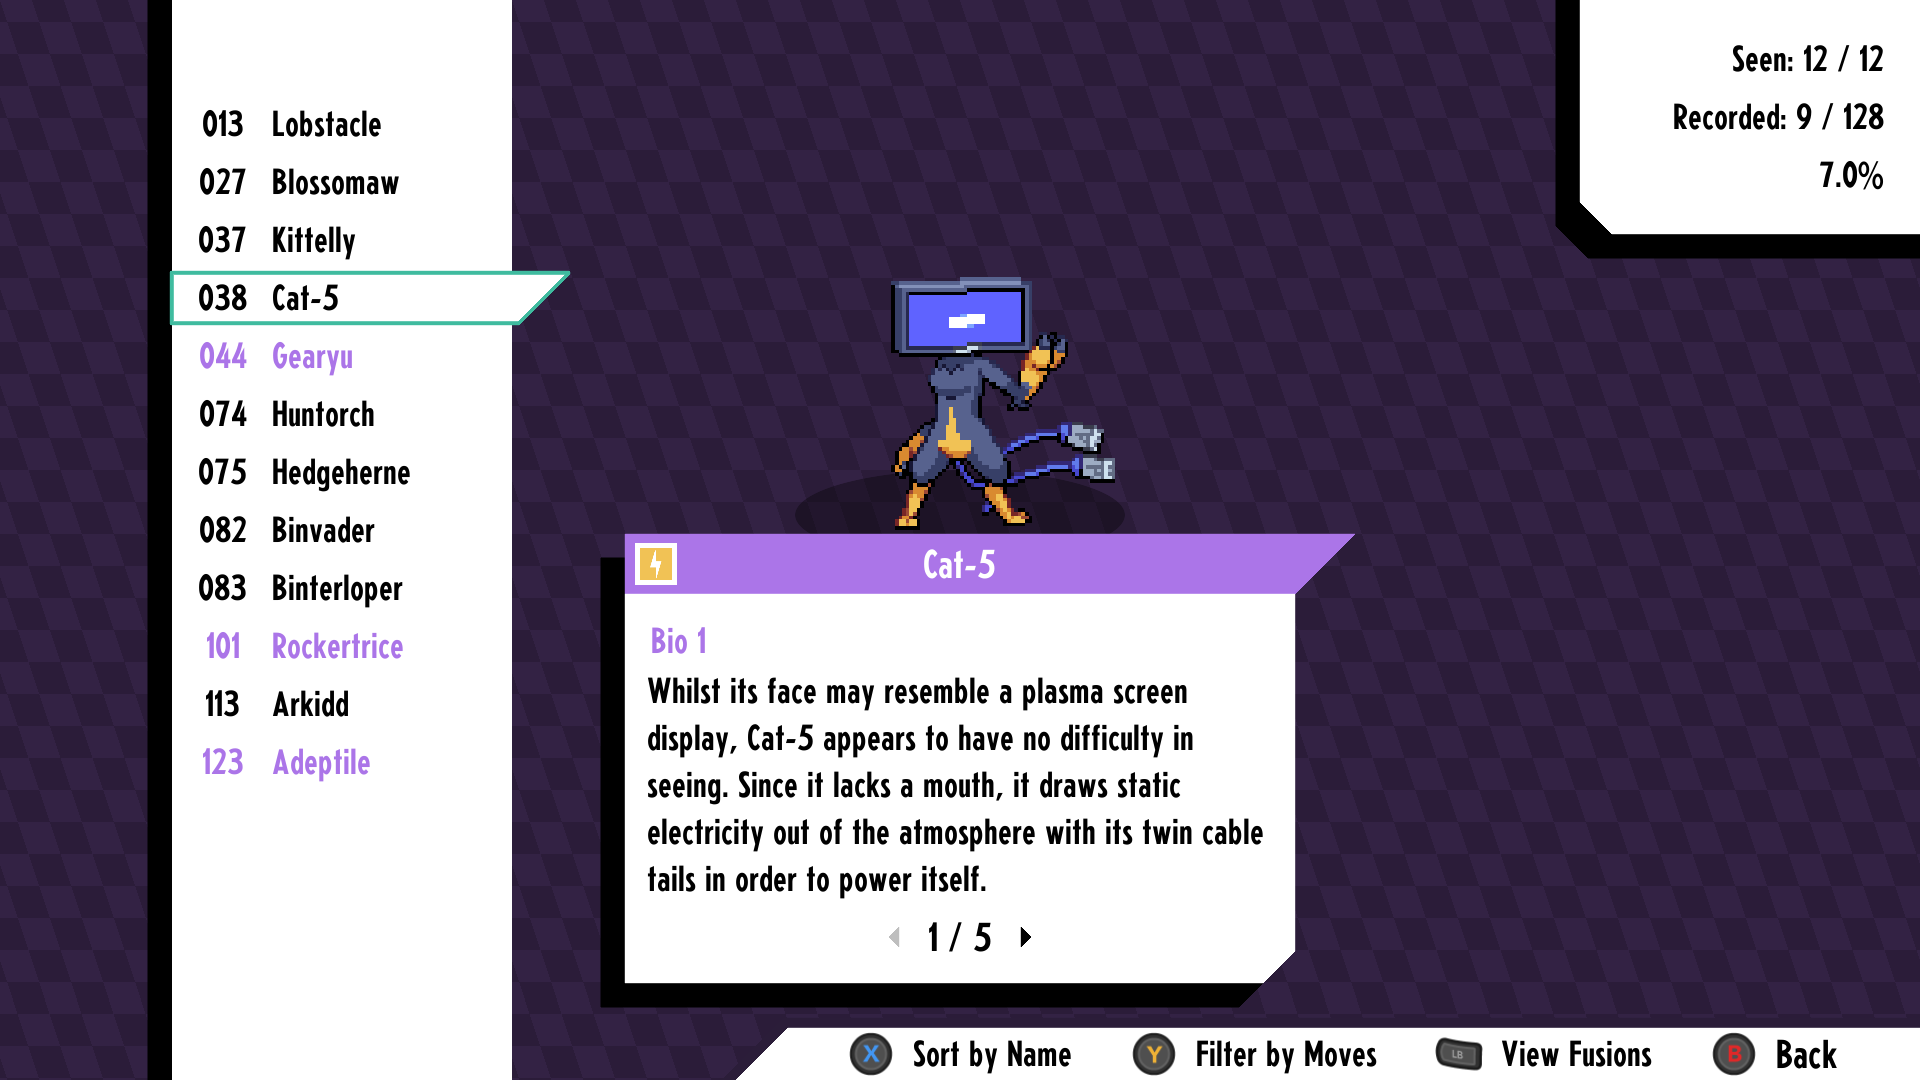 013 Lobstacle
027 Blossomaw
037 Kittelly
038 Cat-5
044 Gearyu
074 Huntorch
075 Hedgeherne
082 Binvader
083 Binterloper
101 Rockertrice
113 Arkidd
123 Adeptile
Seen: 12 / 12
Recorded: 9 / 128
7.0%
Cat-5
Bio 1
Whilst its face may resemble a plasma screen
display, Cat-5 appears to have no difficulty in
seeing. Since it lacks a mouth, it draws static
electricity out of the atmosphere with its twin cable
tails in order to power itself.
1 / 5
X Sort by Name Y Filter by Moves LB View Fusions B Back